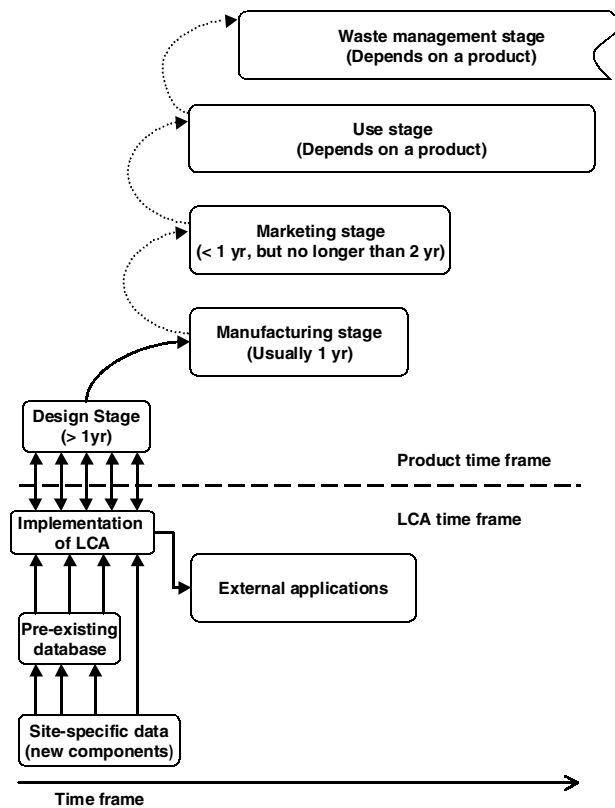 Waste management stage
(Depends on a product)
Use stage
(Depends on a product)
Marketing stage
(< 1 yr, but no longer than 2 yr)
Manufacturing stage
(Usually 1 yr)
Design Stage
(> 1yr)
Product time frame
LCA time frame
Implementation
of LCA
External applications
Pre-existing
database
Site-specific data
(new components)
Time frame